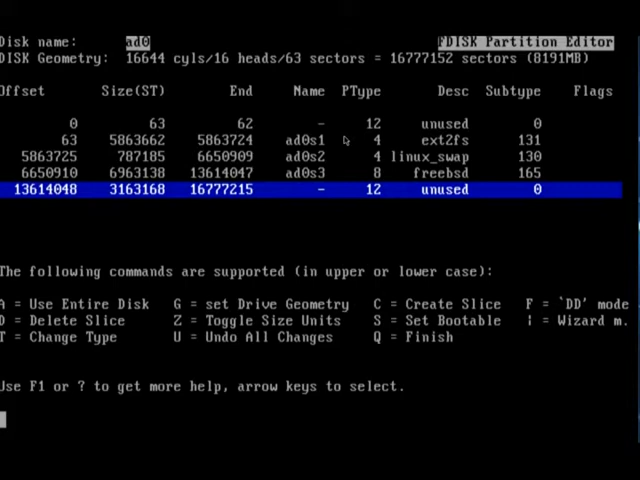 Disk name: ad0 FDISK Partition Editor
DISK Geometry: 16644 cyls/16 heads/63 sectors = 16777152 sectors (8191MB)
Offset Size(ST) End Name PType Desc Subtype Flags
0 63 62 - 12 unused 0
63 5863662 5863724 ad0s1 4 ext2fs 131
5863725 787185 6650909 ad0s2 4 linux_swap 130
6650910 6963138 13614047 ad0s3 8 freebsd 165
13614048 3163168 16777215 - 12 unused 0
The following commands are supported (in upper or lower case):
A = Use Entire Disk G = set Drive Geometry C = Create Slice F = `DD' mode
D = Delete Slice Z = Toggle Size Units S = Set Bootable | = Wizard m.
T = Change Type U = Undo All Changes Q = Finish
Use F1 or ? to get more help, arrow keys to select.